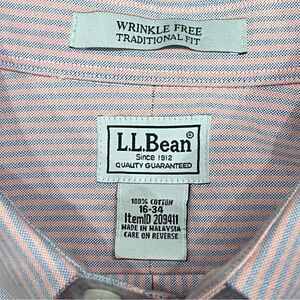 WRINKLE FREE
TRADITIONAL FIT
L.L.Bean®
Since 1912
QUALITY GUARANTEED
100% COTTON
16-34
ItemID 209411
MADE IN MALAYSIA
CARE ON REVERSE